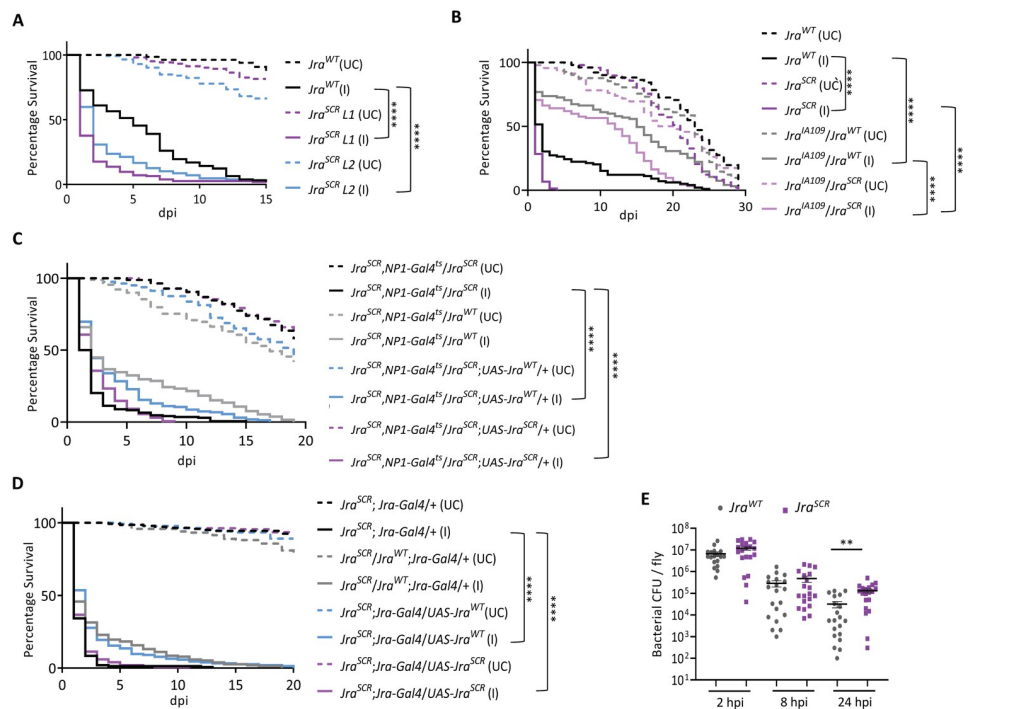 A
Percentage Survival
100
50
0
0 5 10 15
dpi
Jra^WT (UC)
Jra^WT (I)
Jra^SCR L1 (UC)
Jra^SCR L1 (I)
Jra^SCR L2 (UC)
Jra^SCR L2 (I)
****
****
B
Percentage Survival
100
50
0
0 10 20 30
dpi
Jra^WT (UC)
Jra^WT (I)
Jra^SCR (UC)
Jra^SCR (I)
Jra^IA109/Jra^WT (UC)
Jra^IA109/Jra^WT (I)
Jra^IA109/Jra^SCR (UC)
Jra^IA109/Jra^SCR (I)
****
****
****
****
C
Percentage Survival
100
50
0
0 5 10 15 20
dpi
Jra^SCR,NP1-Gal4^ts/Jra^SCR (UC)
Jra^SCR,NP1-Gal4^ts/Jra^SCR (I)
Jra^SCR,NP1-Gal4^ts/Jra^WT (UC)
Jra^SCR,NP1-Gal4^ts/Jra^WT (I)
Jra^SCR,NP1-Gal4^ts/Jra^SCR;UAS-Jra^WT/+ (UC)
Jra^SCR,NP1-Gal4^ts/Jra^SCR;UAS-Jra^WT/+ (I)
Jra^SCR,NP1-Gal4^ts/Jra^SCR;UAS-Jra^SCR/+ (UC)
Jra^SCR,NP1-Gal4^ts/Jra^SCR;UAS-Jra^SCR/+ (I)
****
****
D
Percentage Survival
100
50
0
0 5 10 15 20
dpi
Jra^SCR; Jra-Gal4/+ (UC)
Jra^SCR; Jra-Gal4/+ (I)
Jra^SCR/Jra^WT;Jra-Gal4/+ (UC)
Jra^SCR/Jra^WT;Jra-Gal4/+ (I)
Jra^SCR;Jra-Gal4/UAS-Jra^WT (UC)
Jra^SCR;Jra-Gal4/UAS-Jra^WT (I)
Jra^SCR;Jra-Gal4/UAS-Jra^SCR (UC)
Jra^SCR;Jra-Gal4/UAS-Jra^SCR (I)
****
****
E
Jra^WT Jra^SCR
Bacterial CFU / fly
10^8
10^7
10^6
10^5
10^4
10^3
10^2
10^1
**
2 hpi 8 hpi 24 hpi